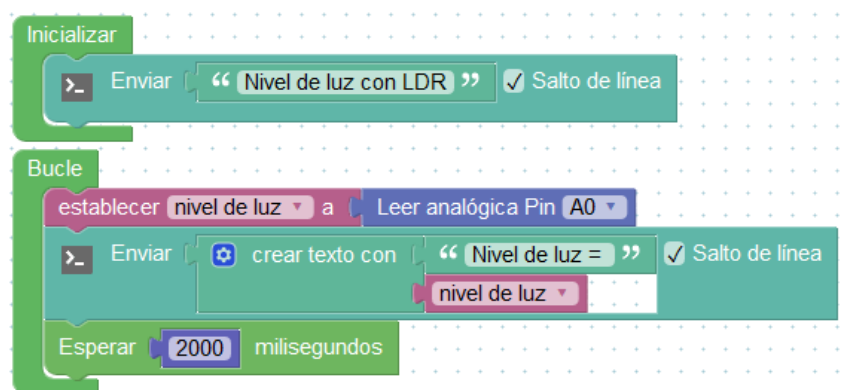 Inicializar
>_ Enviar “ Nivel de luz con LDR ” Salto de línea
Bucle
establecer nivel de luz a Leer analógica Pin A0
>_ Enviar crear texto con “ Nivel de luz = ” Salto de línea
nivel de luz
Esperar 2000 milisegundos